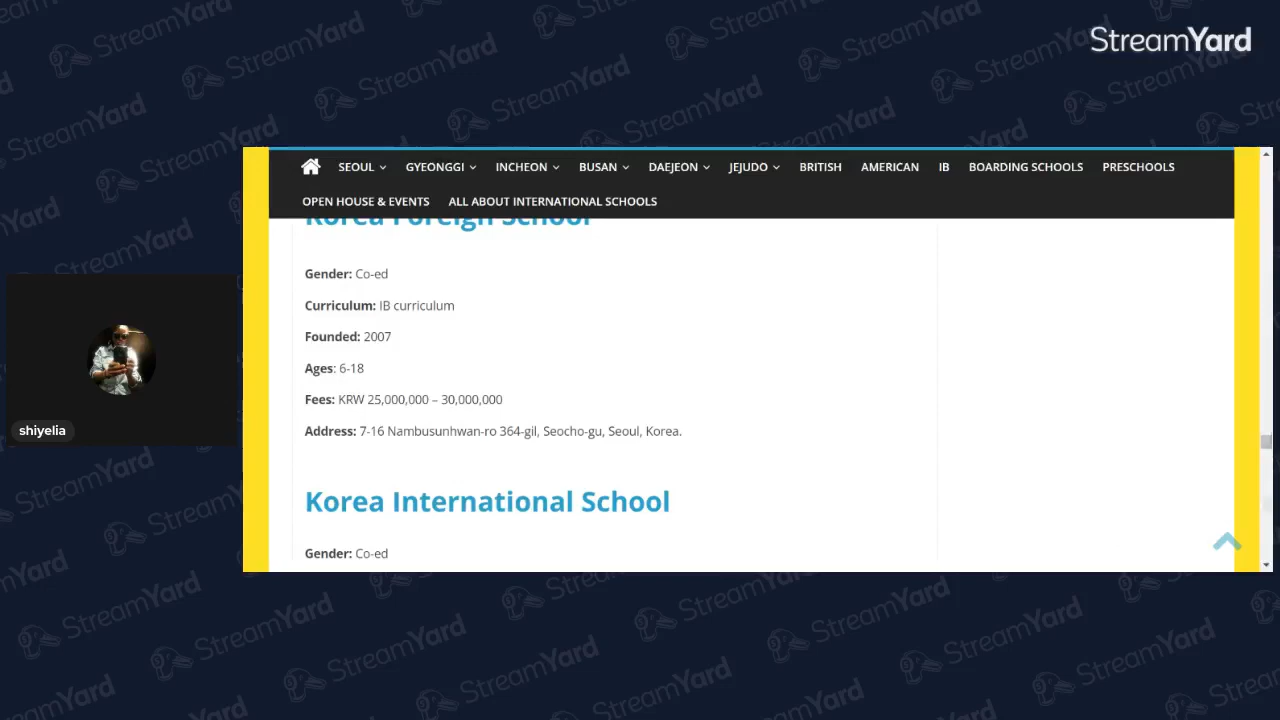 StreamYard
SEOUL GYEONGGI INCHEON BUSAN DAEJEON JEJUDO BRITISH AMERICAN IB BOARDING SCHOOLS PRESCHOOLS
OPEN HOUSE & EVENTS ALL ABOUT INTERNATIONAL SCHOOLS
Korea Foreign School
Gender: Co-ed
Curriculum: IB curriculum
Founded: 2007
Ages: 6-18
Fees: KRW 25,000,000 – 30,000,000
Address: 7-16 Nambusunhwan-ro 364-gil, Seocho-gu, Seoul, Korea.
Korea International School
Gender: Co-ed
shiyelia